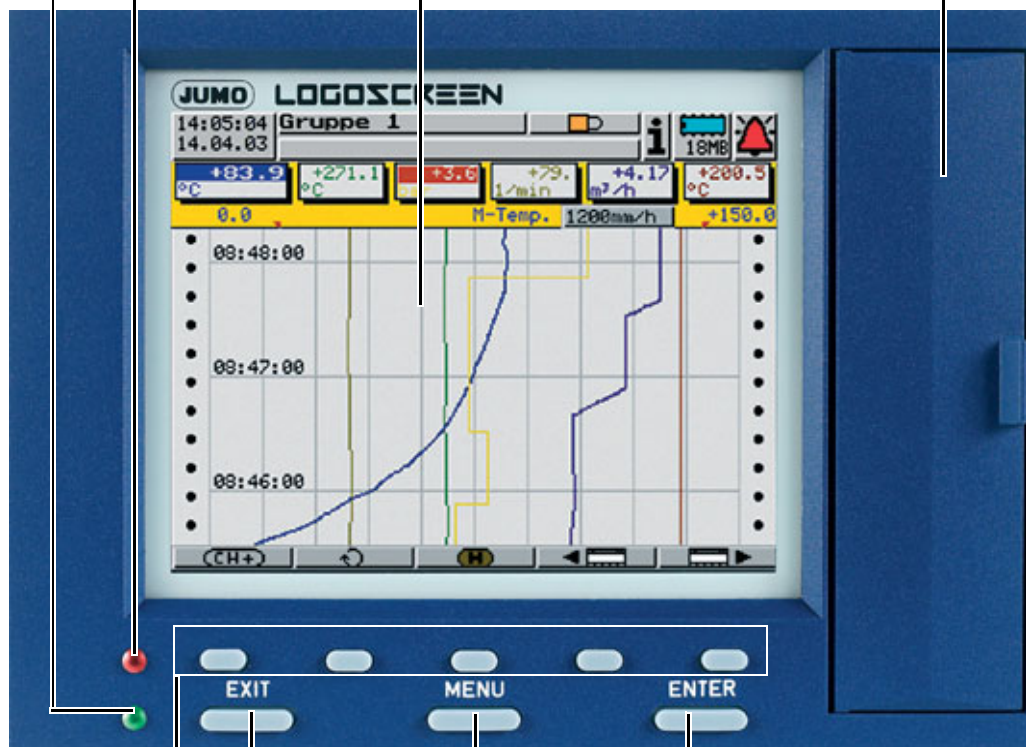 JUMO LOGOSCREEN
14:05:04 Gruppe 1
14.04.03 i 18MB
+83.9 +271.1 +3.6 +79. +4.17 +200.5
°C °C 1/min m³/h °C
0.0 M-Temp. 1200mm/h +150.0
08:48:00
08:47:00
08:46:00
(CH+) (H)
EXIT MENU ENTER